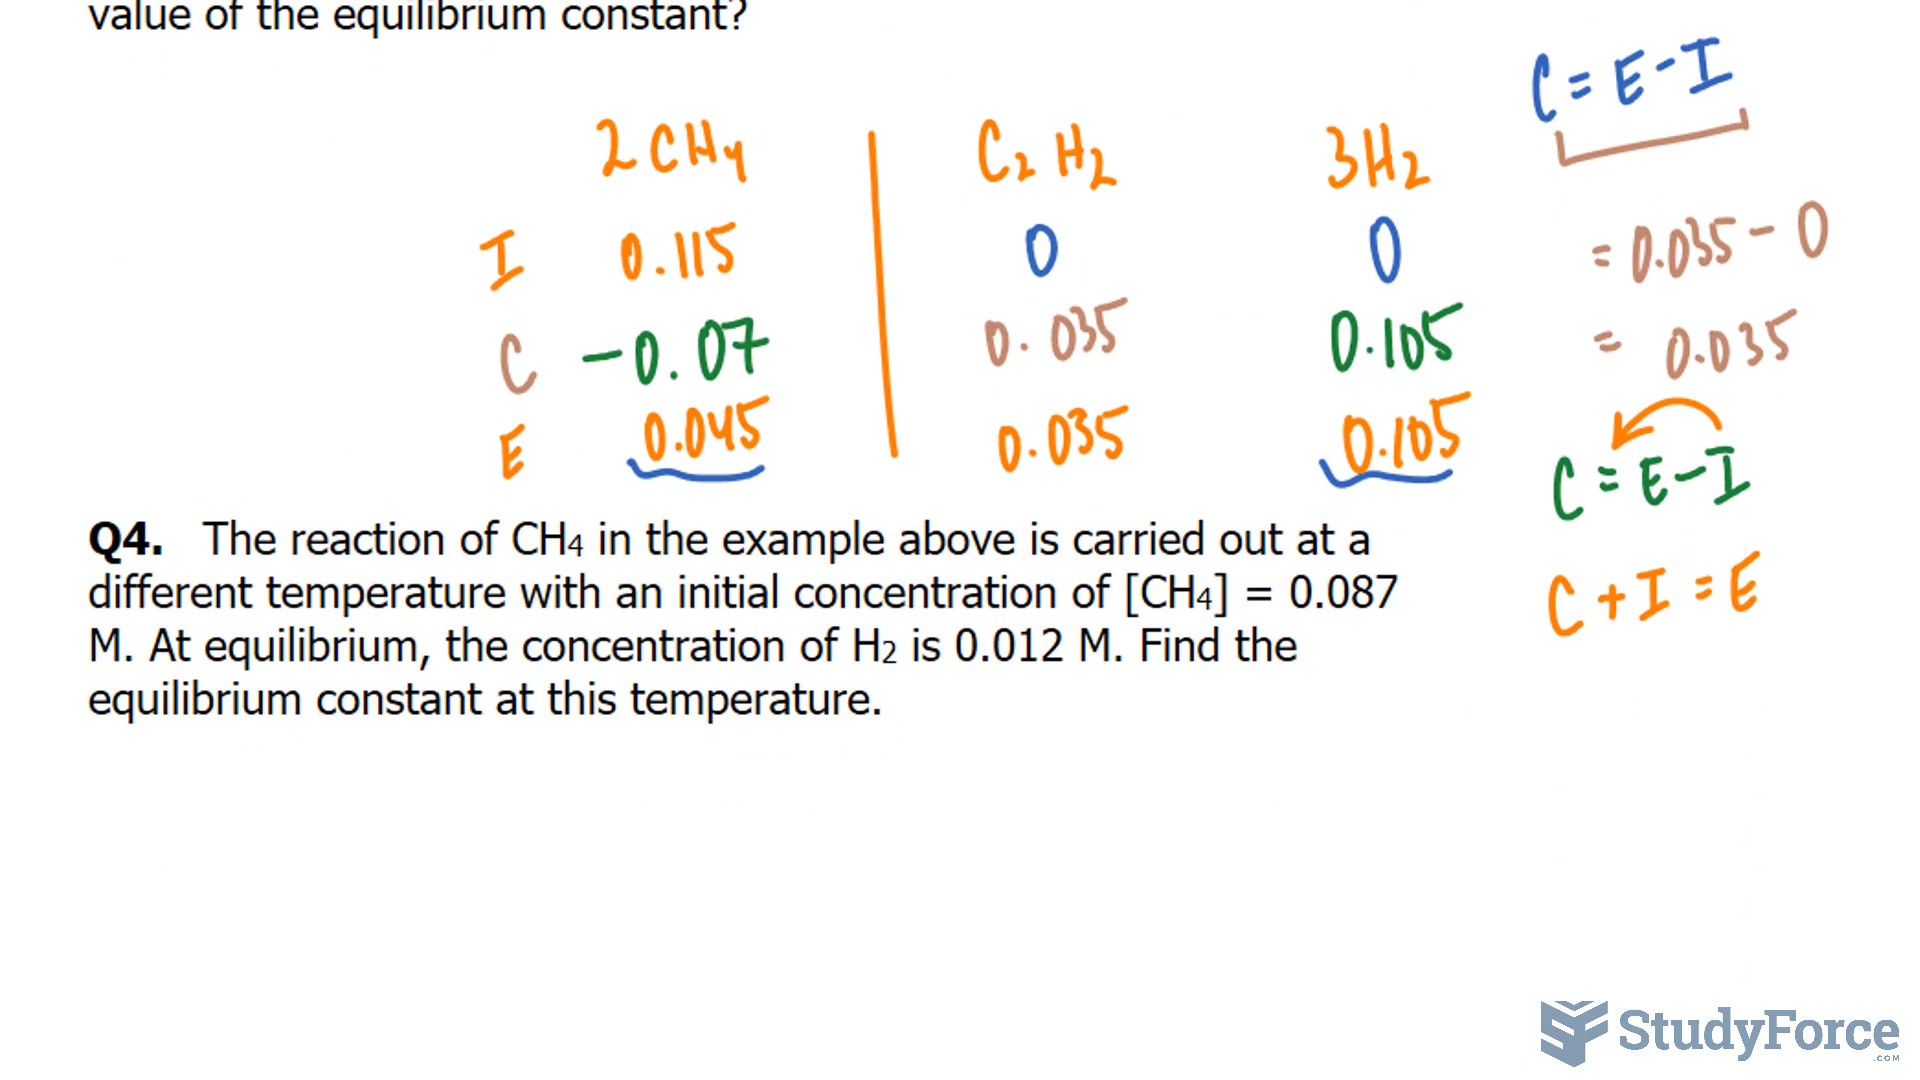 value of the equilibrium constant?
C = E - I
2CH4 C2H2 3H2
I 0.115 0 0 = 0.035 - 0
C -0.07 0.035 0.105 = 0.035
E 0.045 0.035 0.105
C = E - I
Q4. The reaction of CH4 in the example above is carried out at a
different temperature with an initial concentration of [CH4] = 0.087
C + I = E
M. At equilibrium, the concentration of H2 is 0.012 M. Find the
equilibrium constant at this temperature.
StudyForce
.COM